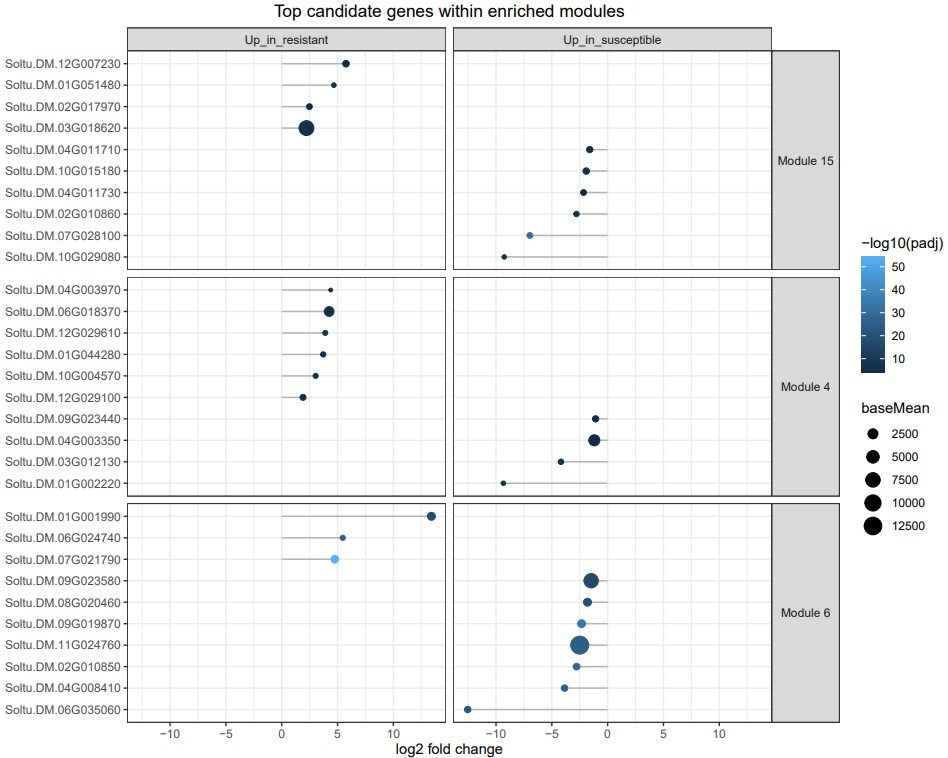 Top candidate genes within enriched modules
Up_in_resistant
Up_in_susceptible
Soltu.DM.12G007230
Soltu.DM.01G051480
Soltu.DM.02G017970
Soltu.DM.03G018620
Soltu.DM.04G011710
Soltu.DM.10G015180
Soltu.DM.04G011730
Soltu.DM.02G010860
Soltu.DM.07G028100
Soltu.DM.10G029080
Module 15
Soltu.DM.04G003970
Soltu.DM.06G018370
Soltu.DM.12G029610
Soltu.DM.01G044280
Soltu.DM.10G004570
Soltu.DM.12G029100
Soltu.DM.09G023440
Soltu.DM.04G003350
Soltu.DM.03G012130
Soltu.DM.01G002220
Module 4
Soltu.DM.01G001990
Soltu.DM.06G024740
Soltu.DM.07G021790
Soltu.DM.09G023580
Soltu.DM.08G020460
Soltu.DM.09G019870
Soltu.DM.11G024760
Soltu.DM.02G010850
Soltu.DM.04G008410
Soltu.DM.06G035060
Module 6
−10 −5 0 5 10
−10 −5 0 5 10
log2 fold change
−log10(padj)
50
40
30
20
10
baseMean
2500
5000
7500
10000
12500